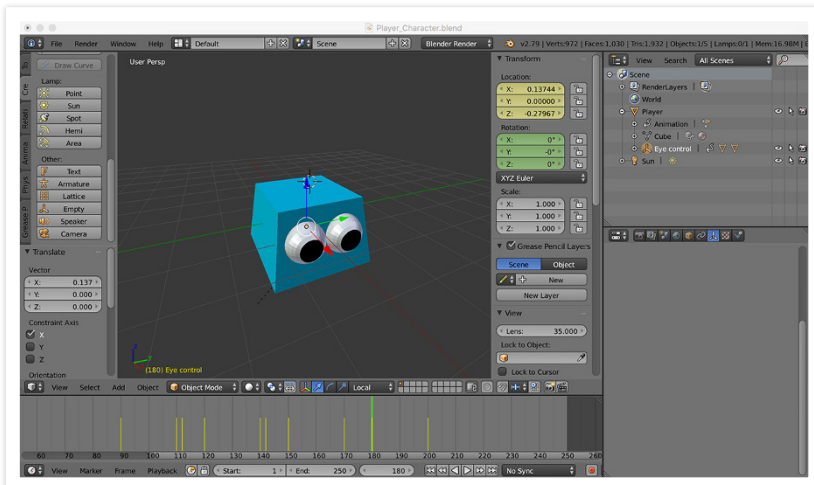 Player_Character.blend
File Render Window Help Default Scene Blender Render v2.79 | Verts:972 | Faces:1,030 | Tris:1,932 | Objects:1/5 | Lamps:0/1 | Mem:16.98M | E
Draw Curve
Lamp:
Point
Sun
Spot
Hemi
Area
Other:
Text
Armature
Lattice
Empty
Speaker
Camera
Cre
Relati
Anima
Phys
Grease P
Translate
Vector
X: 0.137
Y: 0.000
Z: 0.000
Constraint Axis
X
Y
Z
Orientation
User Persp
(180) Eye control
Transform
Location:
X: 0.13744
Y: 0.00000
Z: -0.27967
Rotation:
X: 0°
Y: -0°
Z: 0°
XYZ Euler
Scale:
X: 1.000
Y: 1.000
Z: 1.000
Grease Pencil Layers
Scene Object
New
New Layer
View
Lens: 35.000
Lock to Object:
Lock to Cursor
View Search All Scenes
Scene
RenderLayers
World
Player
Animation
Cube
Eye control
Sun
View Select Add Object Object Mode Local
60 70 80 90 100 110 120 130 140 150 160 170 180 190 200 210 220 230 240 250 260
View Marker Frame Playback Start: 1 End: 250 180 No Sync